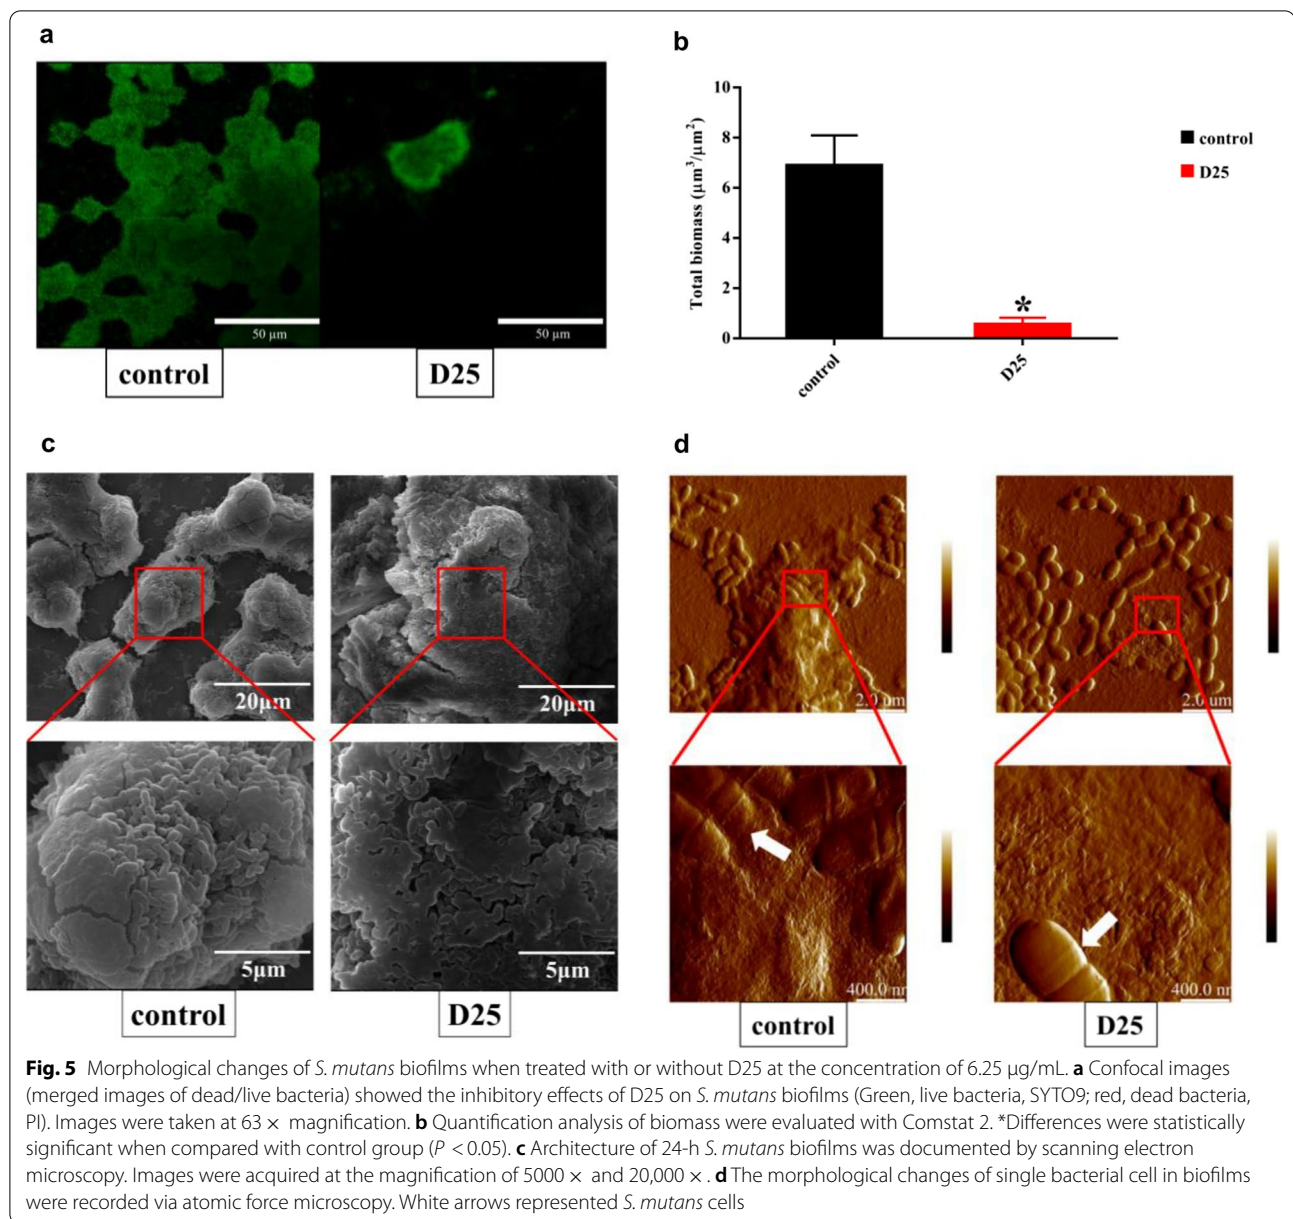 a
50 µm
50 µm
control
D25
b
Total biomass (µm³/µm²)
10
8
6
4
2
0
*
control
D25
control
D25
c
20µm
20µm
5µm
5µm
control
D25
d
2.0 µm
2.0 µm
400.0 nm
400.0 nm
control
D25
Fig. 5 Morphological changes of S. mutans biofilms when treated with or without D25 at the concentration of 6.25 µg/mL. a Confocal images
(merged images of dead/live bacteria) showed the inhibitory effects of D25 on S. mutans biofilms (Green, live bacteria, SYTO9; red, dead bacteria,
PI). Images were taken at 63 × magnification. b Quantification analysis of biomass were evaluated with Comstat 2. *Differences were statistically
significant when compared with control group (P < 0.05). c Architecture of 24-h S. mutans biofilms was documented by scanning electron
microscopy. Images were acquired at the magnification of 5000 × and 20,000 ×. d The morphological changes of single bacterial cell in biofilms
were recorded via atomic force microscopy. White arrows represented S. mutans cells